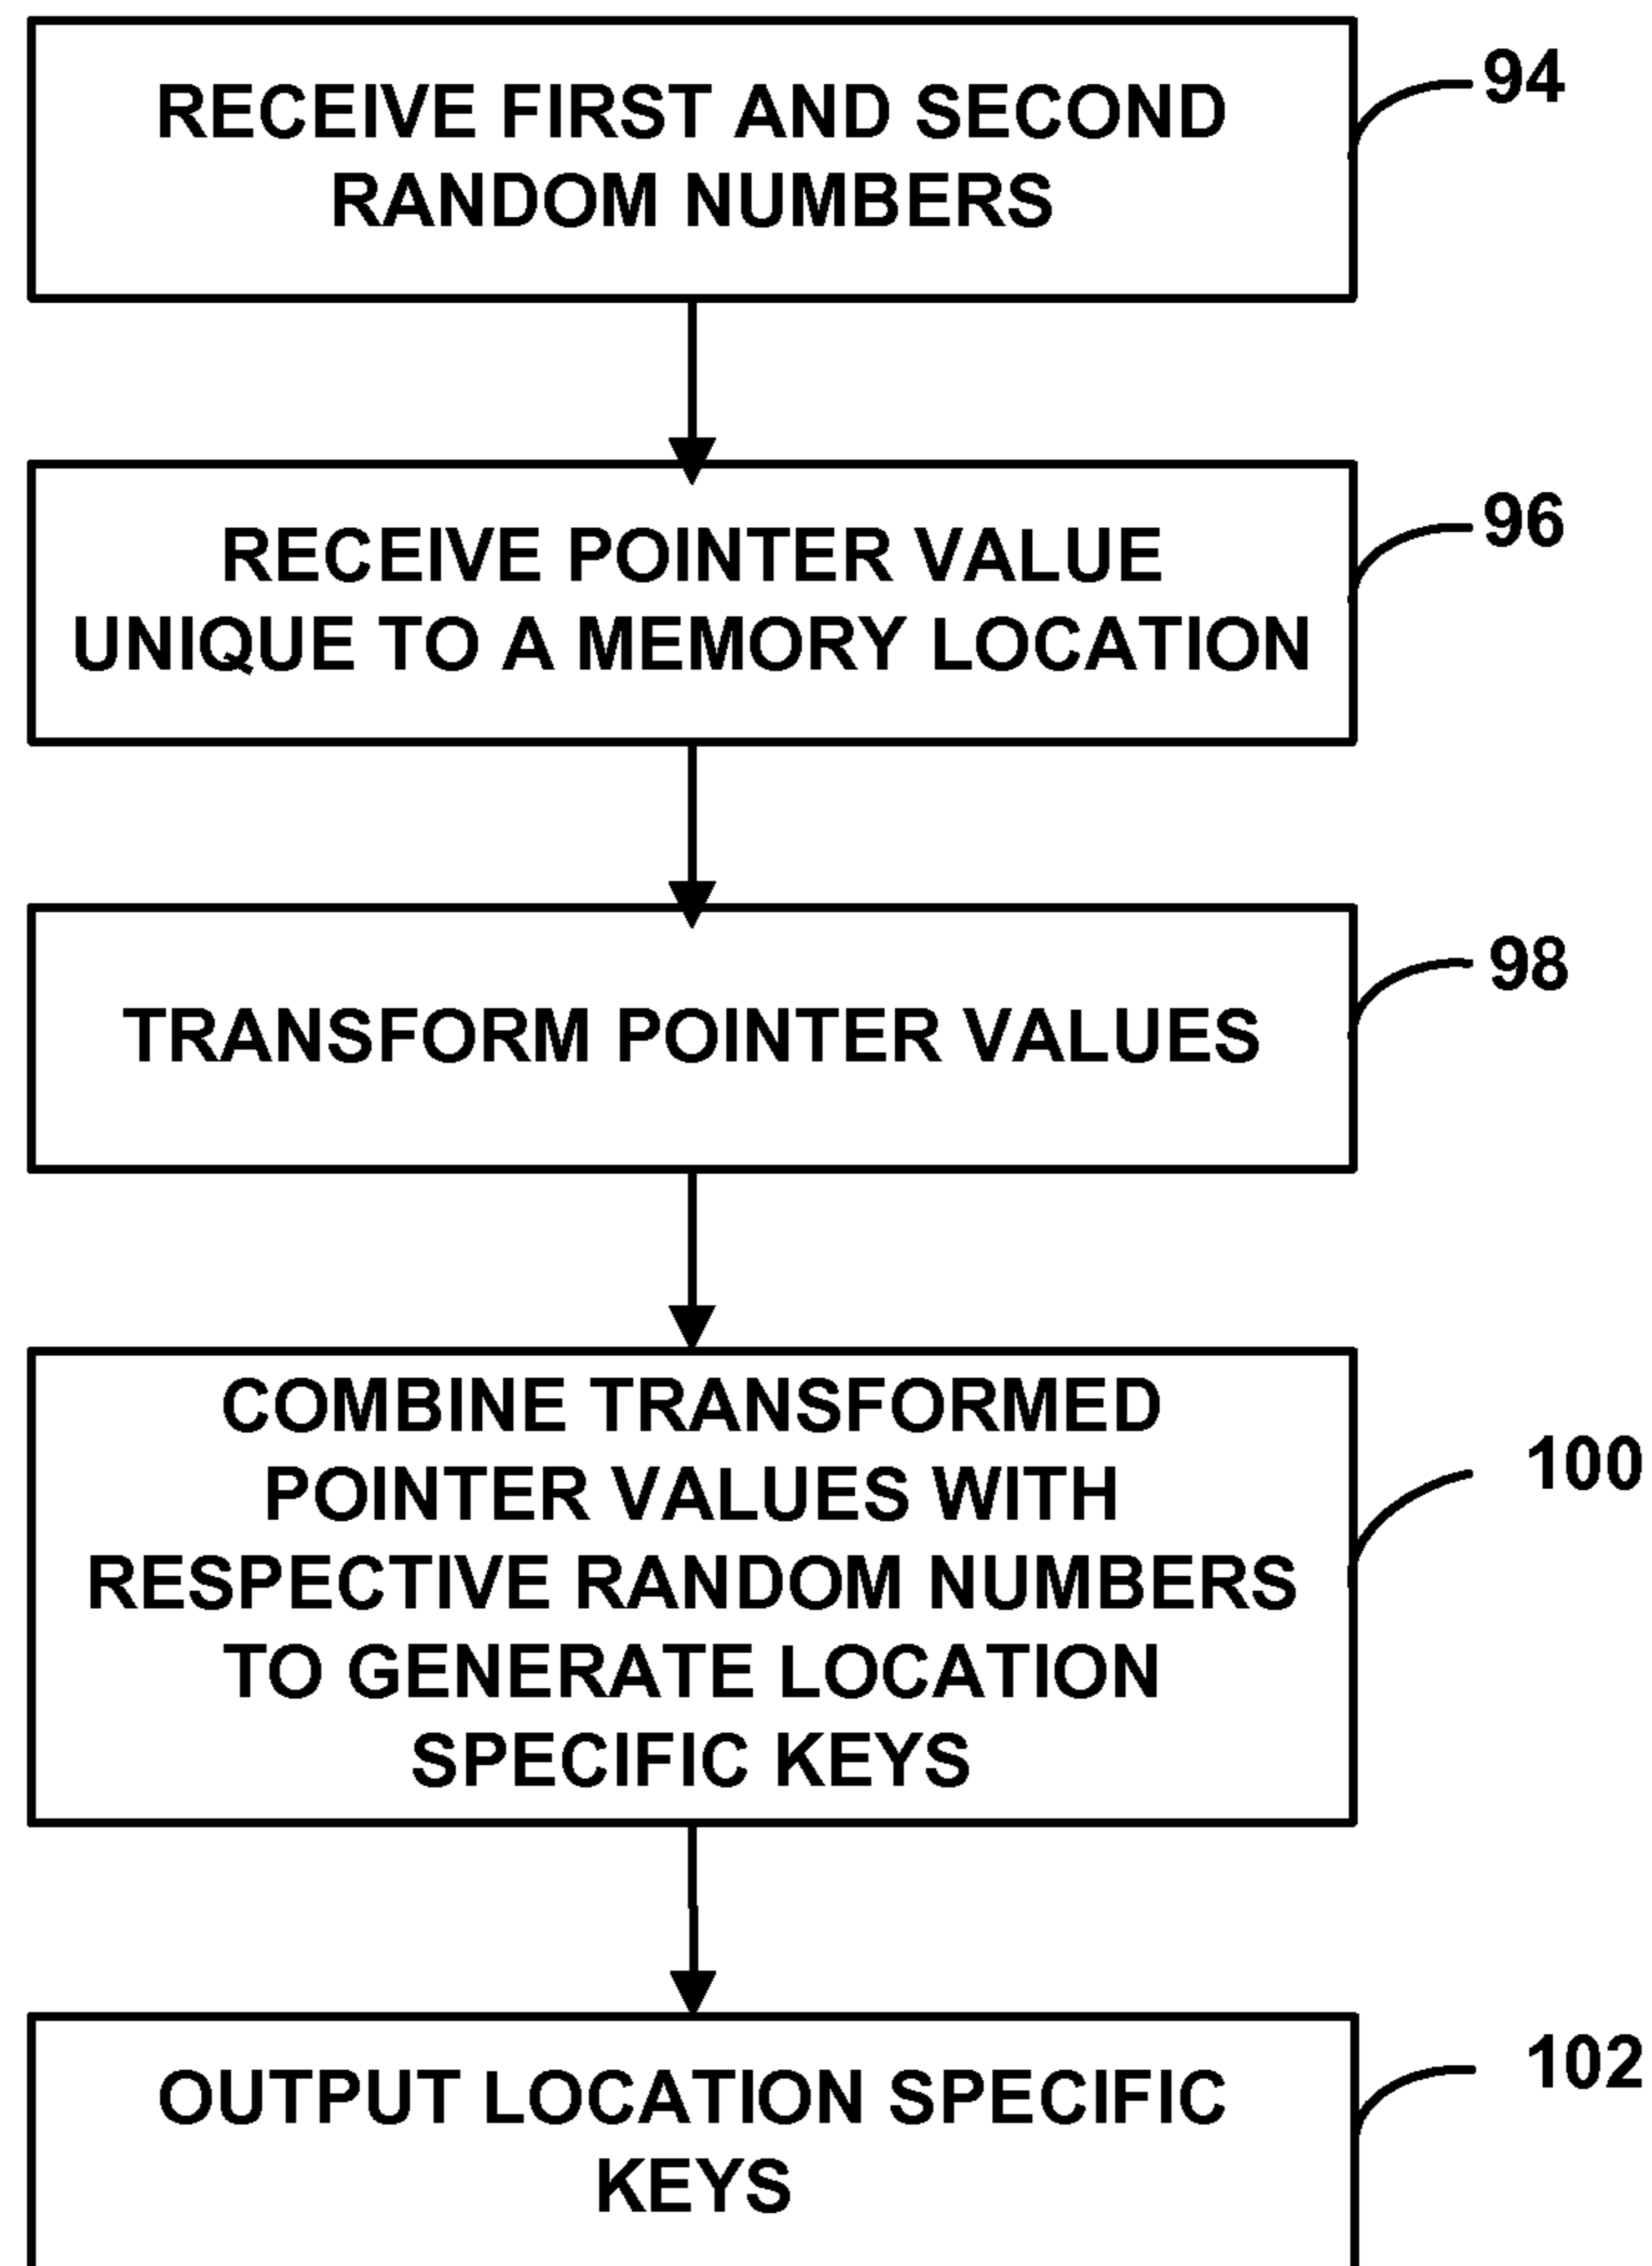 RECEIVE FIRST AND SECOND
RANDOM NUMBERS
94
RECEIVE POINTER VALUE
UNIQUE TO A MEMORY LOCATION
96
TRANSFORM POINTER VALUES
98
COMBINE TRANSFORMED
POINTER VALUES WITH
RESPECTIVE RANDOM NUMBERS
TO GENERATE LOCATION
SPECIFIC KEYS
100
OUTPUT LOCATION SPECIFIC
KEYS
102